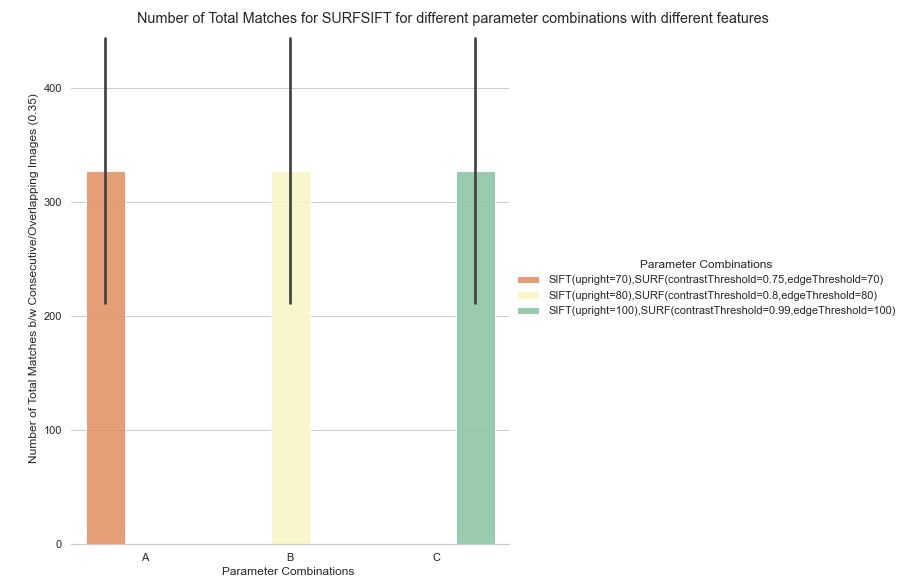 Number of Total Matches for SURFSIFT for different parameter combinations with different features
Number of Total Matches b/w Consecutive/Overlapping Images (0.35)
400
300
200
100
0
A
B
C
Parameter Combinations
Parameter Combinations
SIFT(upright=70),SURF(contrastThreshold=0.75,edgeThreshold=70)
SIFT(upright=80),SURF(contrastThreshold=0.8,edgeThreshold=80)
SIFT(upright=100),SURF(contrastThreshold=0.99,edgeThreshold=100)